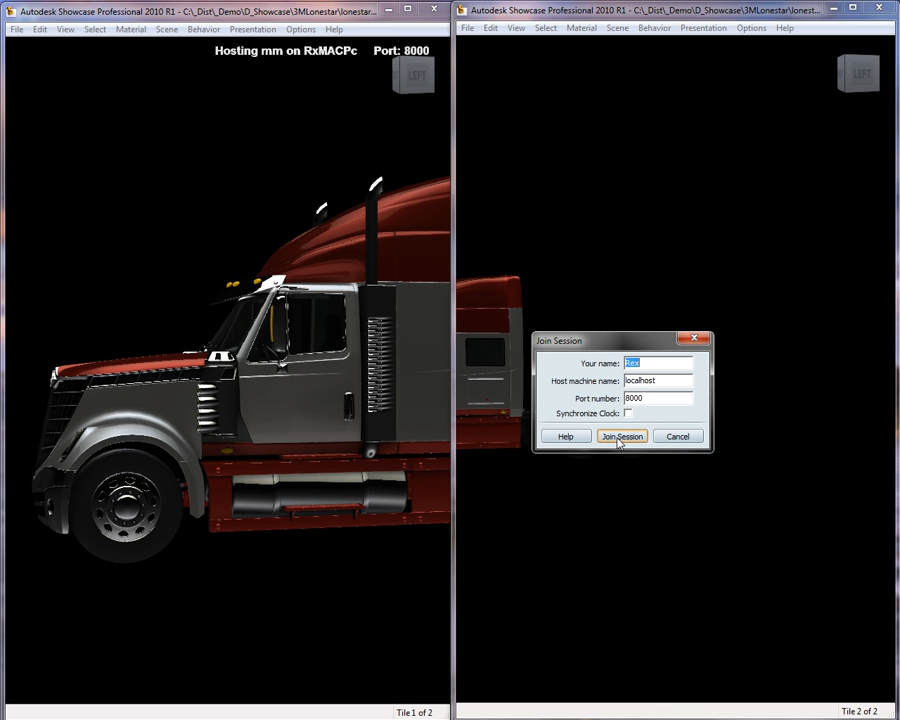 Autodesk Showcase Professional 2010 R1 - C:\_Dist\_Demo\D_Showcase\3MLonestar\lonestar...
File Edit View Select Material Scene Behavior Presentation Options Help
Hosting mm on RxMACPc Port: 8000
LEFT
Tile 1 of 2
Autodesk Showcase Professional 2010 R1 - C:\_Dist\_Demo\D_Showcase\3MLonestar\lonest...
File Edit View Select Material Scene Behavior Presentation Options Help
LEFT
Join Session
Your name: Rex
Host machine name: localhost
Port number: 8000
Synchronize Clock:
Help Join Session Cancel
Tile 2 of 2